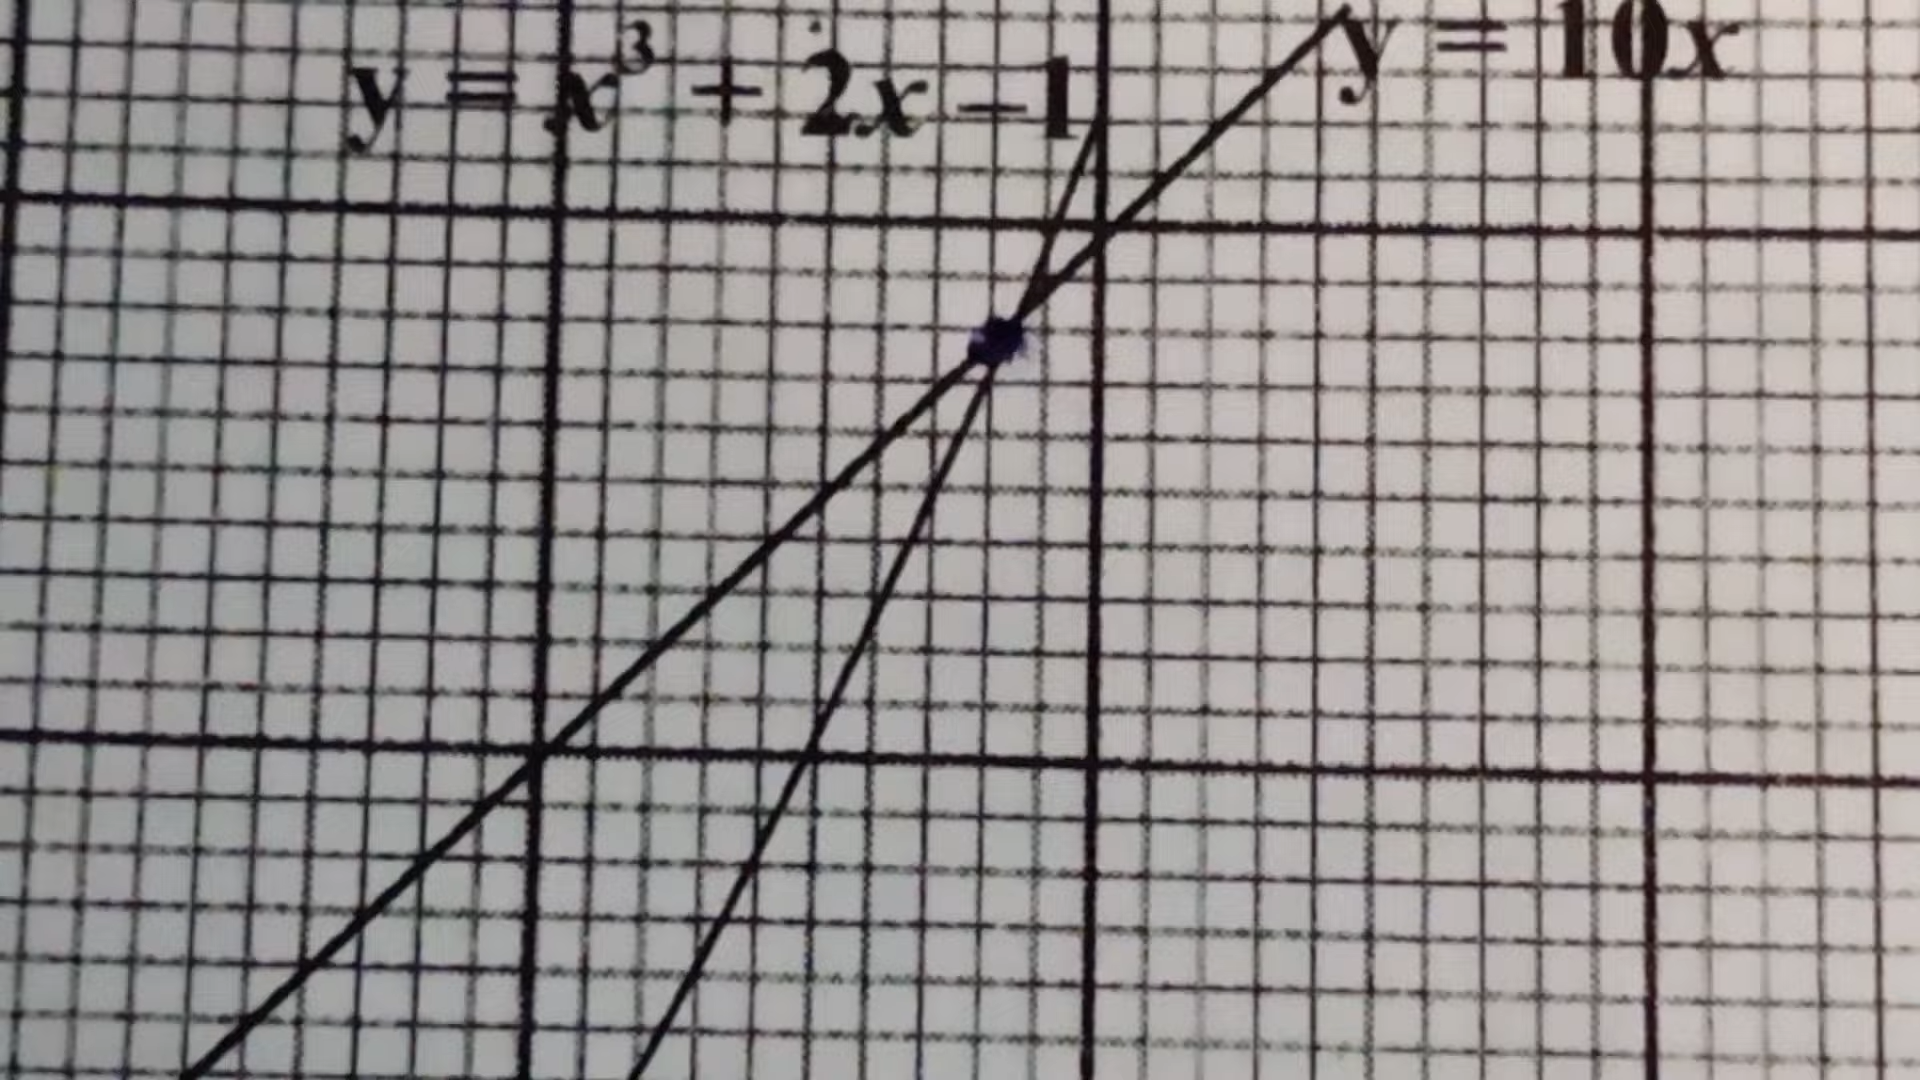 y = x³ + 2x − 1
y = 10x